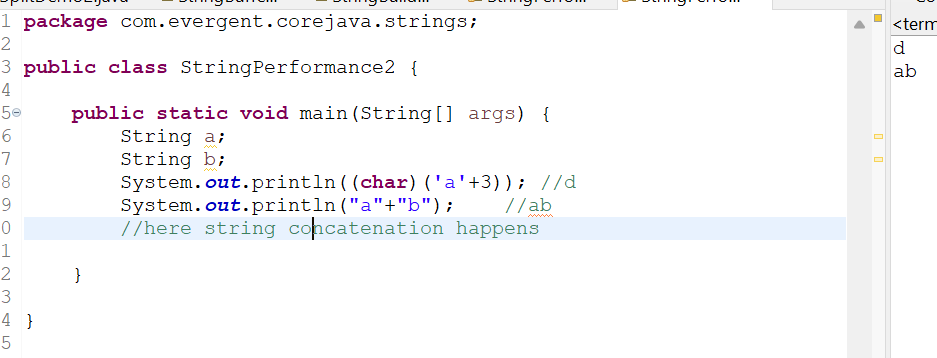 1 package com.evergent.corejava.strings;
2
3 public class StringPerformance2 {
4
5 public static void main(String[] args) {
6 String a;
7 String b;
8 System.out.println((char)('a'+3)); //d
9 System.out.println("a"+"b"); //ab
0 //here string concatenation happens
1
2 }
3
4 }
5
<term
d
ab